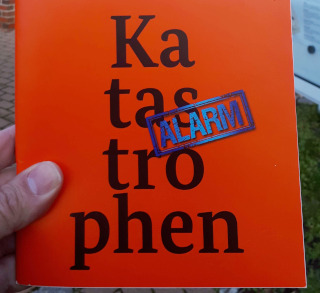 Ka
tas
ALARM
tro
phen